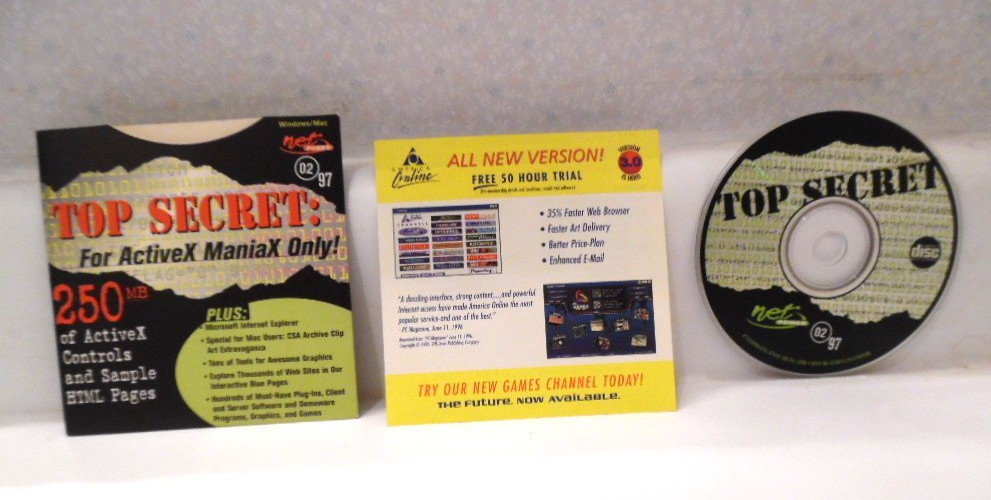 Windows/Mac
net
POWER
02
97
TOP SECRET:
For ActiveX ManiaX Only!
250 MB
of ActiveX
Controls
and Sample
HTML Pages
PLUS:
• Microsoft Internet Explorer
• Special for Mac Users: CSA Archive Clip
Art Extravaganza
• Tons of Tools for Awesome Graphics
• Explore Thousands of Web Sites in Our
Interactive Blue Pages
• Hundreds of Must-Have Plug-Ins, Client
and Server Software and Demoware
Programs, Graphics, and Games
AMERICA
Online
ALL NEW VERSION!
FREE 50 HOUR TRIAL
VERSION
3.0
IS HERE!
• 35% Faster Web Browser
• Faster Art Delivery
• Better Price-Plan
• Enhanced E-Mail
"A dazzling interface, strong content...,and powerful
Internet access have made America Online the most
popular service-and one of the best."
- PC Magazine, June 11, 1996
TRY OUR NEW GAMES CHANNEL TODAY!
THE FUTURE. NOW AVAILABLE.
TOP SECRET
disc
net
POWER
02
97